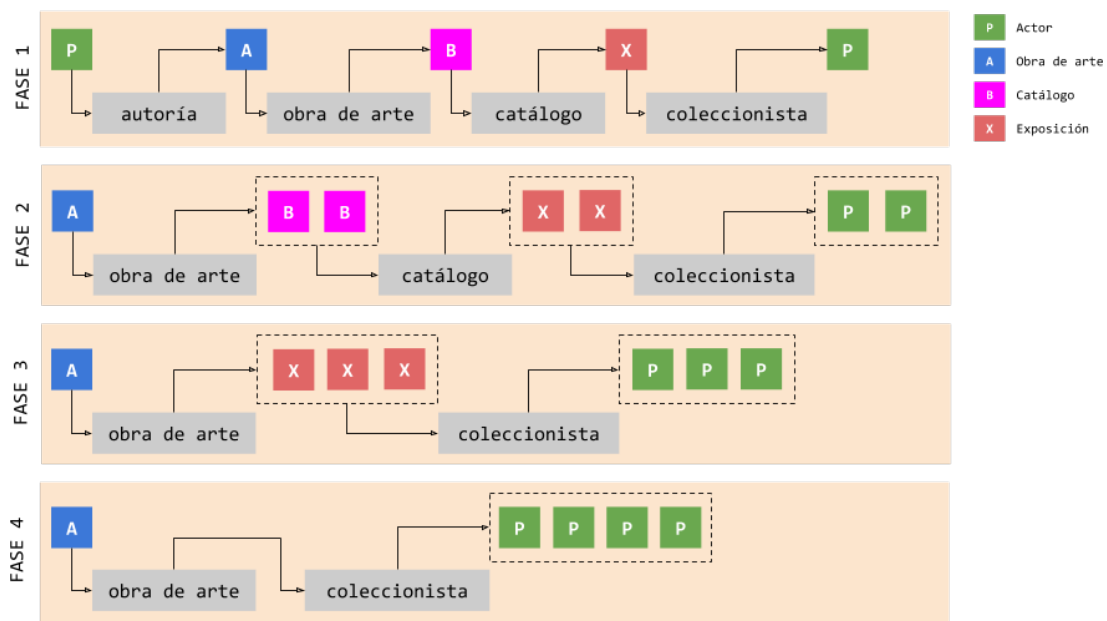 FASE 1
P
A
B
X
P
autoría
obra de arte
catálogo
coleccionista
P Actor
A Obra de arte
B Catálogo
X Exposición
FASE 2
A
B B
X X
P P
obra de arte
catálogo
coleccionista
FASE 3
A
X X X
P P P
obra de arte
coleccionista
FASE 4
A
P P P P
obra de arte
coleccionista